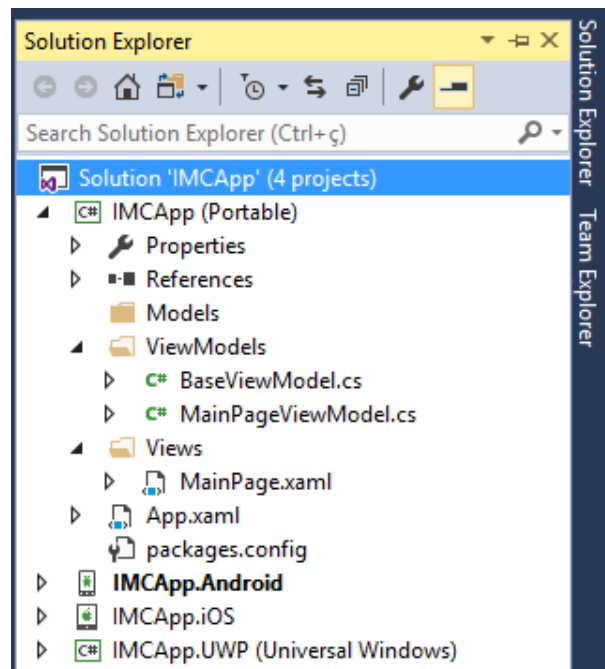 Solution Explorer
Search Solution Explorer (Ctrl+ç)
Solution 'IMCApp' (4 projects)
C# IMCApp (Portable)
Properties
References
Models
ViewModels
C# BaseViewModel.cs
C# MainPageViewModel.cs
Views
MainPage.xaml
App.xaml
packages.config
IMCApp.Android
IMCApp.iOS
C# IMCApp.UWP (Universal Windows)
Solution Explorer
Team Explorer